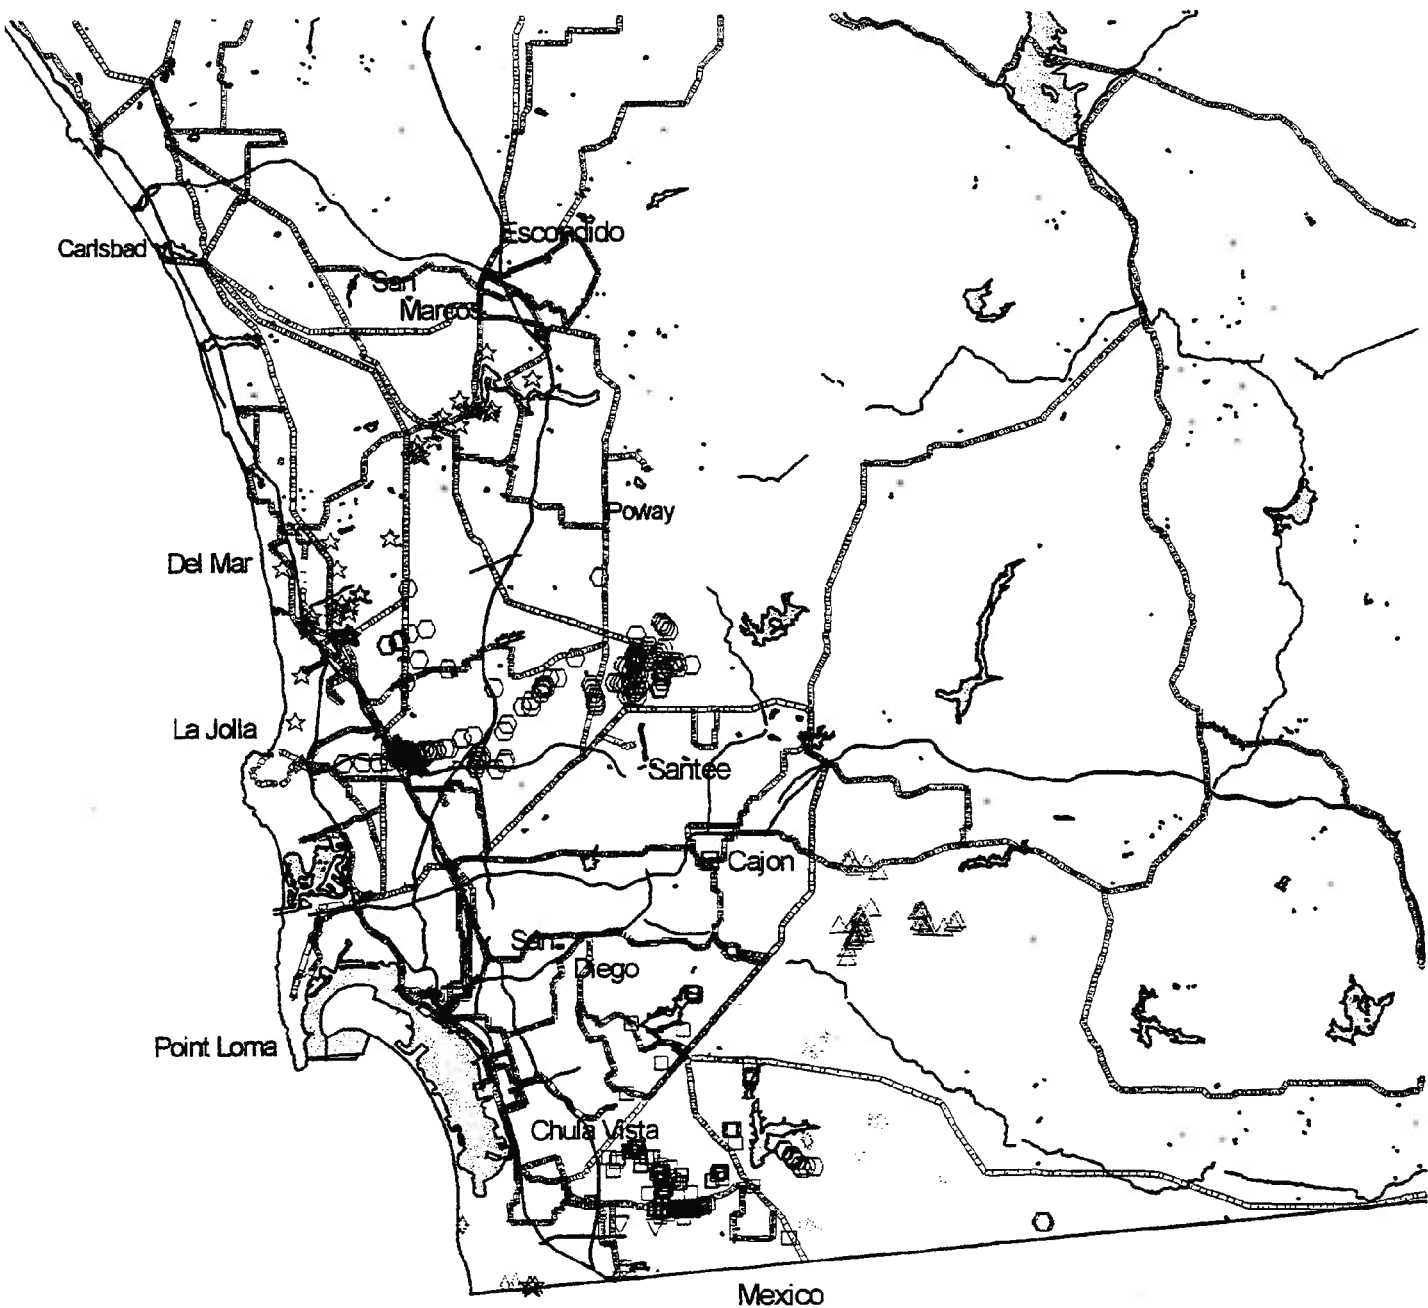 Escondido
Carlsbad
San
Marcos
Poway
Del Mar
La Jolla
Santee
Cajon
San
Diego
Point Loma
Chula Vista
Mexico